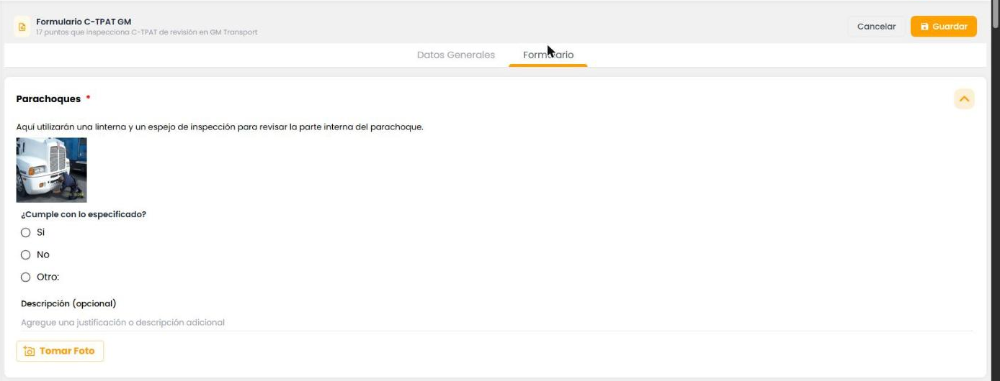 Formulario C-TPAT GM
17 puntos que inspecciona C-TPAT de revisión en GM Transport
Cancelar
Guardar
Datos Generales
Formulario
Parachoques *
Aquí utilizarán una linterna y un espejo de inspección para revisar la parte interna del parachoque.
¿Cumple con lo especificado?
Si
No
Otro:
Descripción (opcional)
Agregue una justificación o descripción adicional
Tomar Foto